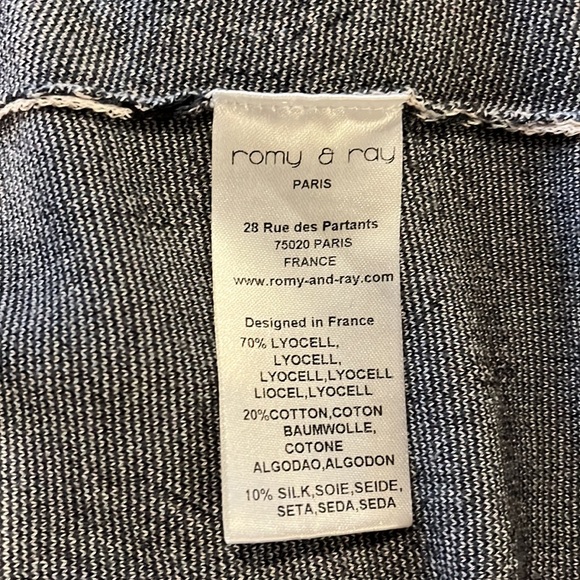 romy & ray
PARIS
28 Rue des Partants
75020 PARIS
FRANCE
www.romy-and-ray.com
Designed in France
70% LYOCELL,
LYOCELL,
LYOCELL,LYOCELL
LIOCEL,LYOCELL
20%COTTON,COTON
BAUMWOLLE,
COTONE
ALGODAO,ALGODON
10% SILK,SOIE,SEIDE,
SETA,SEDA,SEDA